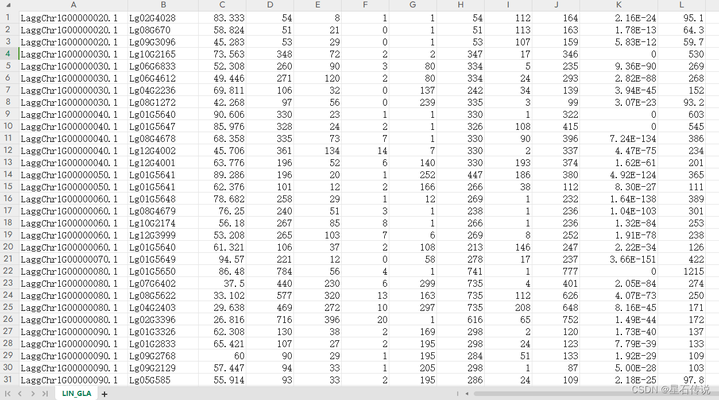 A B C D E F G H I J K L
1 LaggChr1G00000020.1 Lg02G4028 83.333 54 8 1 1 54 112 164 2.16E-24 95.1
2 LaggChr1G00000020.1 Lg08G670 58.824 51 21 0 1 51 113 163 1.78E-13 64.3
3 LaggChr1G00000020.1 Lg09G3096 45.283 53 29 0 1 53 107 159 5.83E-12 59.7
4 LaggChr1G00000030.1 Lg10G2165 73.563 348 72 2 2 347 17 346 0 530
5 LaggChr1G00000030.1 Lg06G6833 52.308 260 90 3 80 334 5 235 9.36E-90 269
6 LaggChr1G00000030.1 Lg06G4612 49.446 271 120 2 80 334 24 293 2.82E-88 268
7 LaggChr1G00000030.1 Lg04G2236 69.811 106 32 0 137 242 34 139 3.94E-45 152
8 LaggChr1G00000030.1 Lg08G1272 42.268 97 56 0 239 335 3 99 3.07E-23 93.2
9 LaggChr1G00000040.1 Lg01G5640 90.606 330 23 1 1 330 1 322 0 603
10 LaggChr1G00000040.1 Lg01G5647 85.976 328 24 2 1 326 108 415 0 545
11 LaggChr1G00000040.1 Lg08G4678 68.358 335 73 7 1 330 90 396 7.24E-134 386
12 LaggChr1G00000040.1 Lg12G4002 45.706 361 134 14 7 330 2 337 4.47E-75 234
13 LaggChr1G00000040.1 Lg12G4001 63.776 196 52 6 140 330 193 374 1.62E-61 201
14 LaggChr1G00000050.1 Lg01G5641 89.286 196 20 1 252 447 186 380 4.92E-124 365
15 LaggChr1G00000050.1 Lg01G5641 62.376 101 12 2 166 266 38 112 8.30E-27 111
16 LaggChr1G00000060.1 Lg01G5648 78.682 258 29 1 12 269 1 232 1.64E-138 389
17 LaggChr1G00000060.1 Lg08G4679 76.25 240 51 3 1 238 1 236 1.04E-103 301
18 LaggChr1G00000060.1 Lg10G2174 56.18 267 85 8 1 266 1 236 1.32E-84 253
19 LaggChr1G00000060.1 Lg12G3999 53.208 265 103 7 6 269 8 252 1.91E-78 238
20 LaggChr1G00000060.1 Lg01G5640 61.321 106 37 2 108 213 146 247 2.22E-34 126
21 LaggChr1G00000070.1 Lg01G5649 94.57 221 12 0 58 278 17 237 3.66E-151 422
22 LaggChr1G00000080.1 Lg01G5650 86.48 784 56 4 1 741 1 777 0 1215
23 LaggChr1G00000080.1 Lg07G6402 37.5 440 230 6 299 735 4 401 2.05E-84 274
24 LaggChr1G00000080.1 Lg08G5622 33.102 577 320 13 163 735 112 626 4.07E-73 250
25 LaggChr1G00000080.1 Lg04G2403 29.638 469 272 10 297 735 208 648 8.16E-45 171
26 LaggChr1G00000080.1 Lg02G3396 26.816 716 396 20 1 616 65 752 1.49E-44 172
27 LaggChr1G00000090.1 Lg01G3326 62.308 130 38 2 169 298 2 120 1.73E-40 137
28 LaggChr1G00000090.1 Lg01G2833 65.421 107 27 2 195 298 24 123 7.79E-39 133
29 LaggChr1G00000090.1 Lg09G2768 60 90 29 1 195 284 51 133 1.92E-29 109
30 LaggChr1G00000090.1 Lg09G2129 57.447 94 33 1 205 298 1 87 5.00E-28 103
31 LaggChr1G00000090.1 Lg05G585 55.914 93 33 2 195 286 24 109 2.18E-25 97.8
LIN_GLA +
CSDN @星石传说